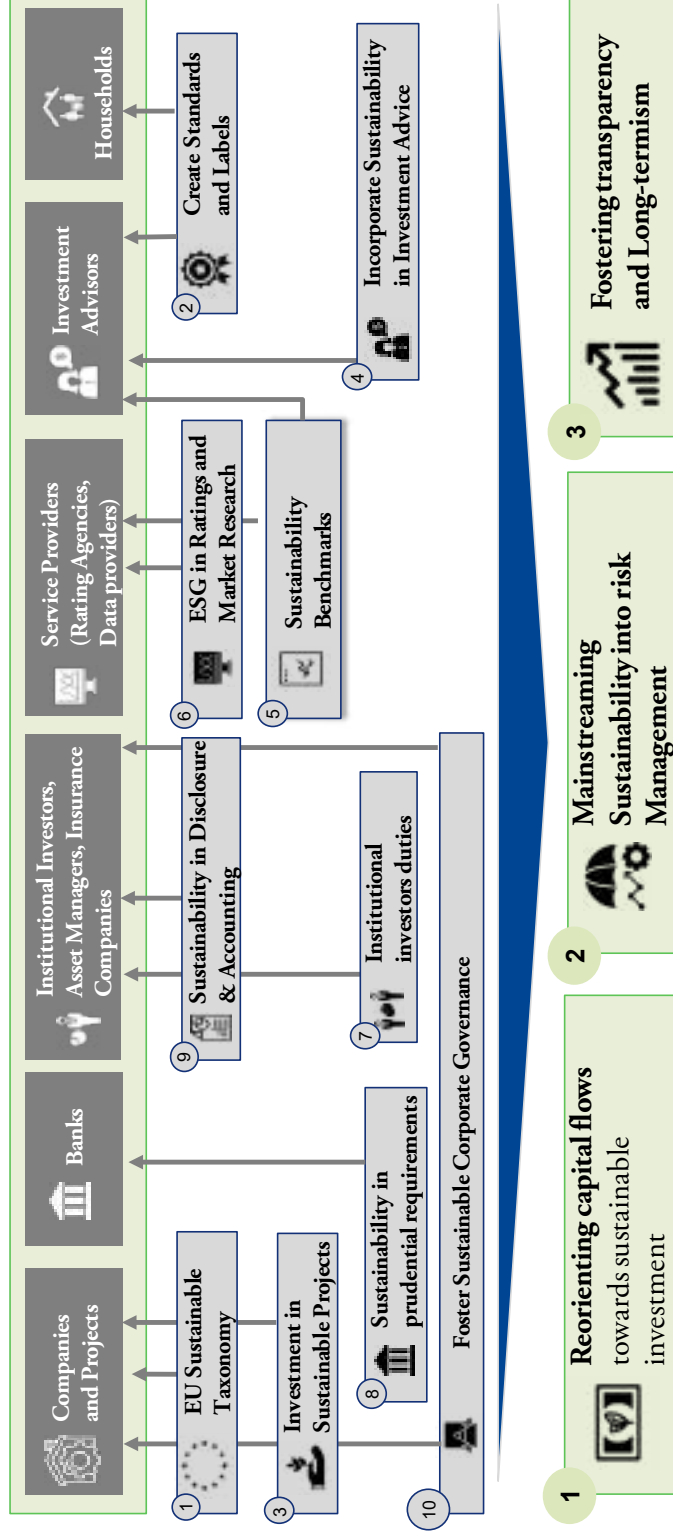 Companies
and Projects
Banks
Institutional Investors,
Asset Managers, Insurance
Companies
Service Providers
(Rating Agencies,
Data providers)
Investment
Advisors
Households
1
EU Sustainable
Taxonomy
9
Sustainability in Disclosure
& Accounting
6
ESG in Ratings and
Market Research
2
Create Standards
and Labels
3
Investment in
Sustainable Projects
5
Sustainability
Benchmarks
8
Sustainability in
prudential requirements
7
Institutional
investors duties
4
Incorporate Sustainability
in Investment Advice
10
Foster Sustainable Corporate Governance
1
Reorienting capital flows
towards sustainable
investment
2
Mainstreaming
Sustainability into risk
Management
3
Fostering transparency
and Long-termism